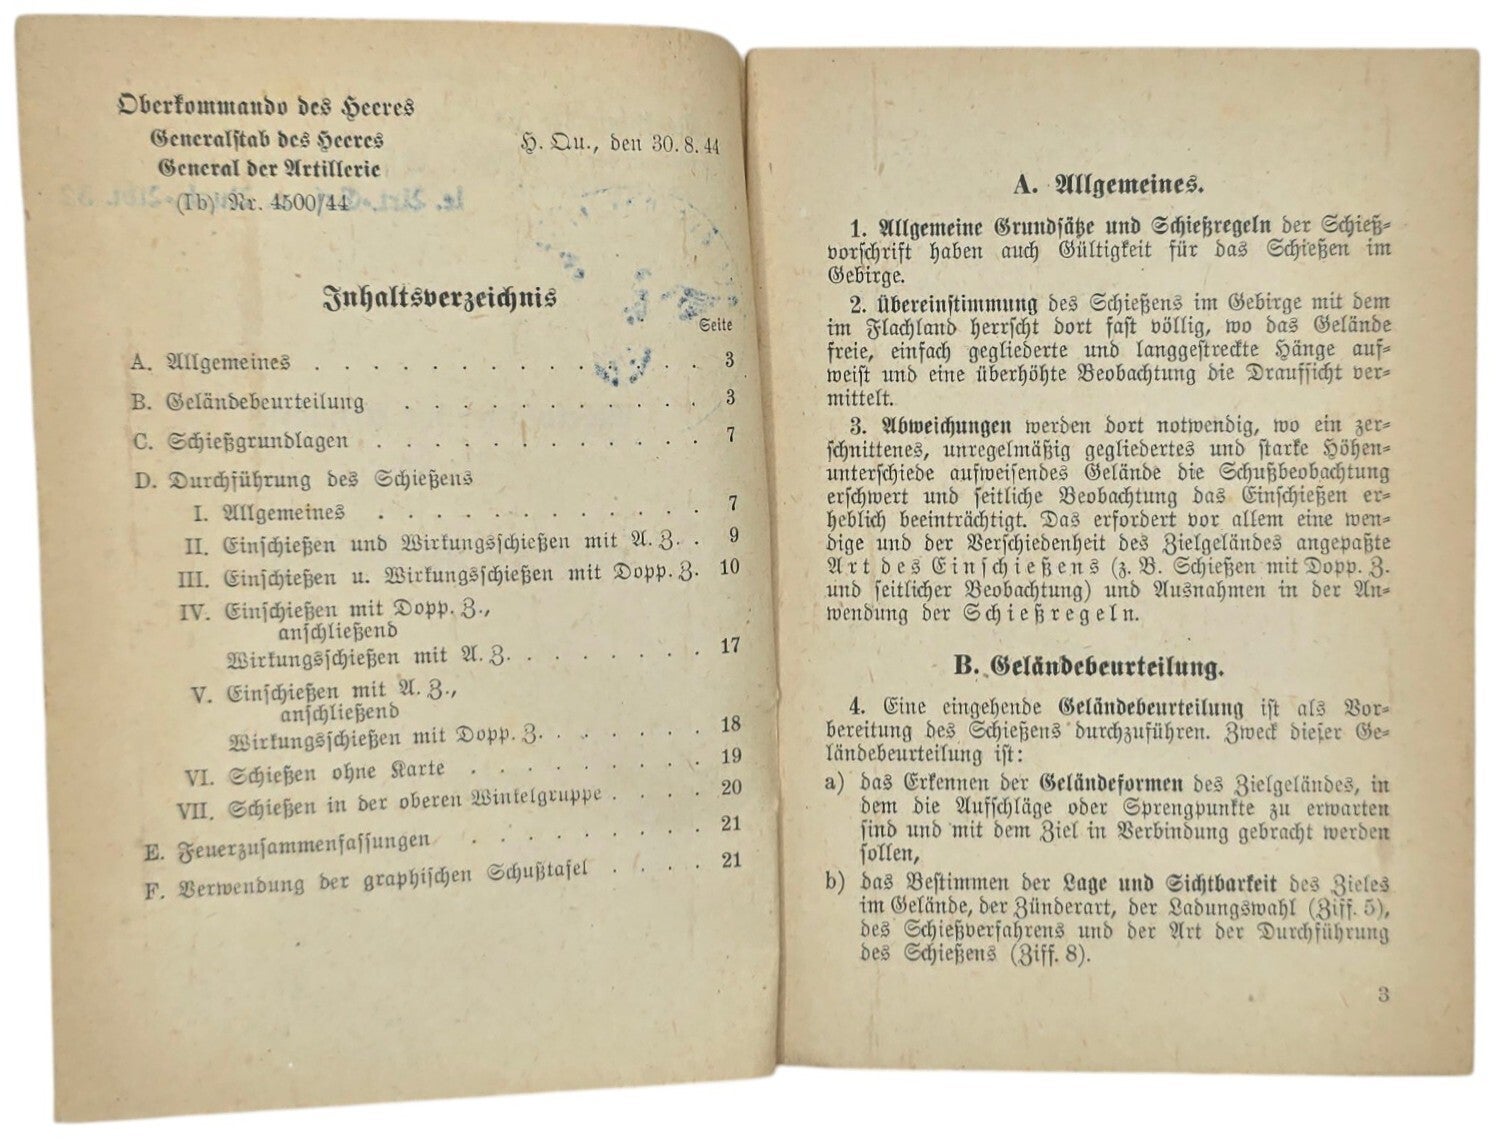 Oberkommando des Heeres
Generalstab des Heeres
General der Artillerie
(Ib) Nr. 4500/44
H. Qu., den 30. 8. 44
Inhaltsverzeichnis
Seite
A. Allgemeines . . . . . . . . . . . . . . 3
B. Geländebeurteilung . . . . . . . . . . . 3
C. Schießgrundlagen . . . . . . . . . . . . 7
D. Durchführung des Schießens
I. Allgemeines . . . . . . . . . . . . 7
II. Einschießen und Wirkungsschießen mit A. Z. . 9
III. Einschießen u. Wirkungsschießen mit Dopp. Z. 10
IV. Einschießen mit Dopp. Z.,
anschließend
Wirkungsschießen mit A. Z. . . . . . . . 17
V. Einschießen mit A. Z.,
anschließend
Wirkungsschießen mit Dopp. Z. . . . . . . 18
VI. Schießen ohne Karte . . . . . . . . . 19
VII. Schießen in der oberen Winkelgruppe . . . . 20
E. Feuerzusammenfassungen . . . . . . . . . 21
F. Verwendung der graphischen Schußtafel . . . . 21
A. Allgemeines.
1. Allgemeine Grundsätze und Schießregeln der Schieß-
vorschrift haben auch Gültigkeit für das Schießen im
Gebirge.
2. Übereinstimmung des Schießens im Gebirge mit dem
im Flachland herrscht dort fast völlig, wo das Gelände
freie, einfach gegliederte und langgestreckte Hänge auf-
weist und eine überhöhte Beobachtung die Draufsicht ver-
mittelt.
3. Abweichungen werden dort notwendig, wo ein zer-
schnittenes, unregelmäßig gegliedertes und starke Höhen-
unterschiede aufweisendes Gelände die Schußbeobachtung
erschwert und seitliche Beobachtung das Einschießen er-
heblich beeinträchtigt. Das erfordert vor allem eine wen-
dige und der Verschiedenheit des Zielgeländes angepaßte
Art des Einschießens (z. B. Schießen mit Dopp. Z.
und seitlicher Beobachtung) und Ausnahmen in der An-
wendung der Schießregeln.
B. Geländebeurteilung.
4. Eine eingehende Geländebeurteilung ist als Vor-
bereitung des Schießens durchzuführen. Zweck dieser Ge-
ländebeurteilung ist:
a) das Erkennen der Geländeformen des Zielgeländes, in
dem die Aufschläge oder Sprengpunkte zu erwarten
sind und mit dem Ziel in Verbindung gebracht werden
sollen,
b) das Bestimmen der Lage und Sichtbarkeit des Zieles
im Gelände, der Zünderart, der Ladungswahl (Ziff. 5),
des Schießverfahrens und der Art der Durchführung
des Schießens (Ziff. 8).
3